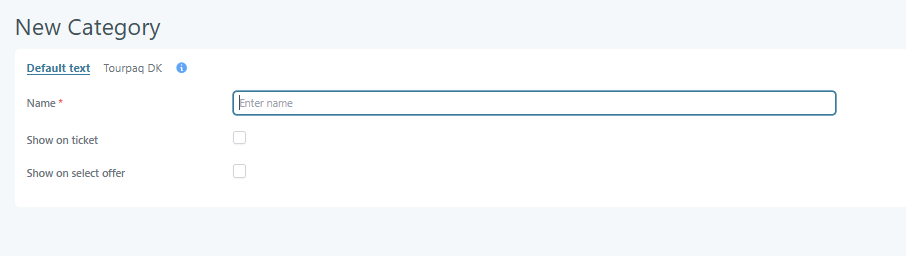 New Category
Default text Tourpaq DK
Name *
Enter name
Show on ticket
Show on select offer